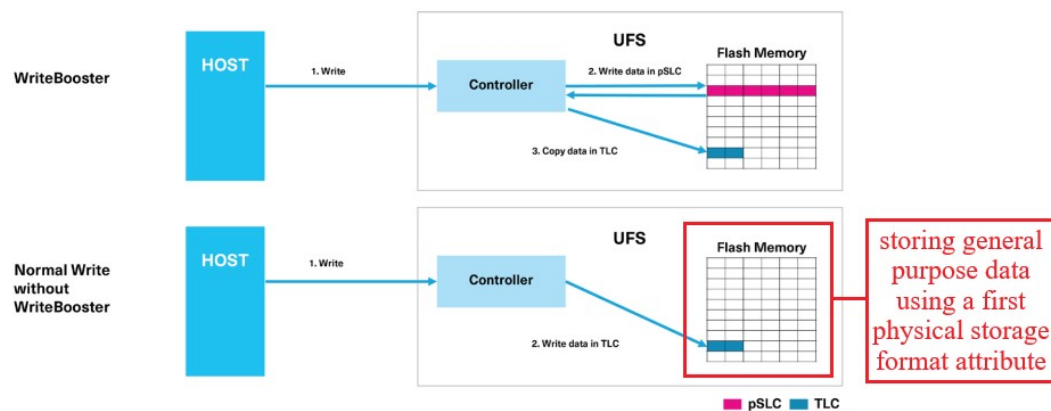 UFS
HOST
Flash Memory
WriteBooster
1. Write
Controller
2. Write data in pSLC
3. Copy data in TLC
UFS
HOST
Flash Memory
Normal Write
without
WriteBooster
1. Write
Controller
2. Write data in TLC
storing general
purpose data
using a first
physical storage
format attribute
pSLC
TLC